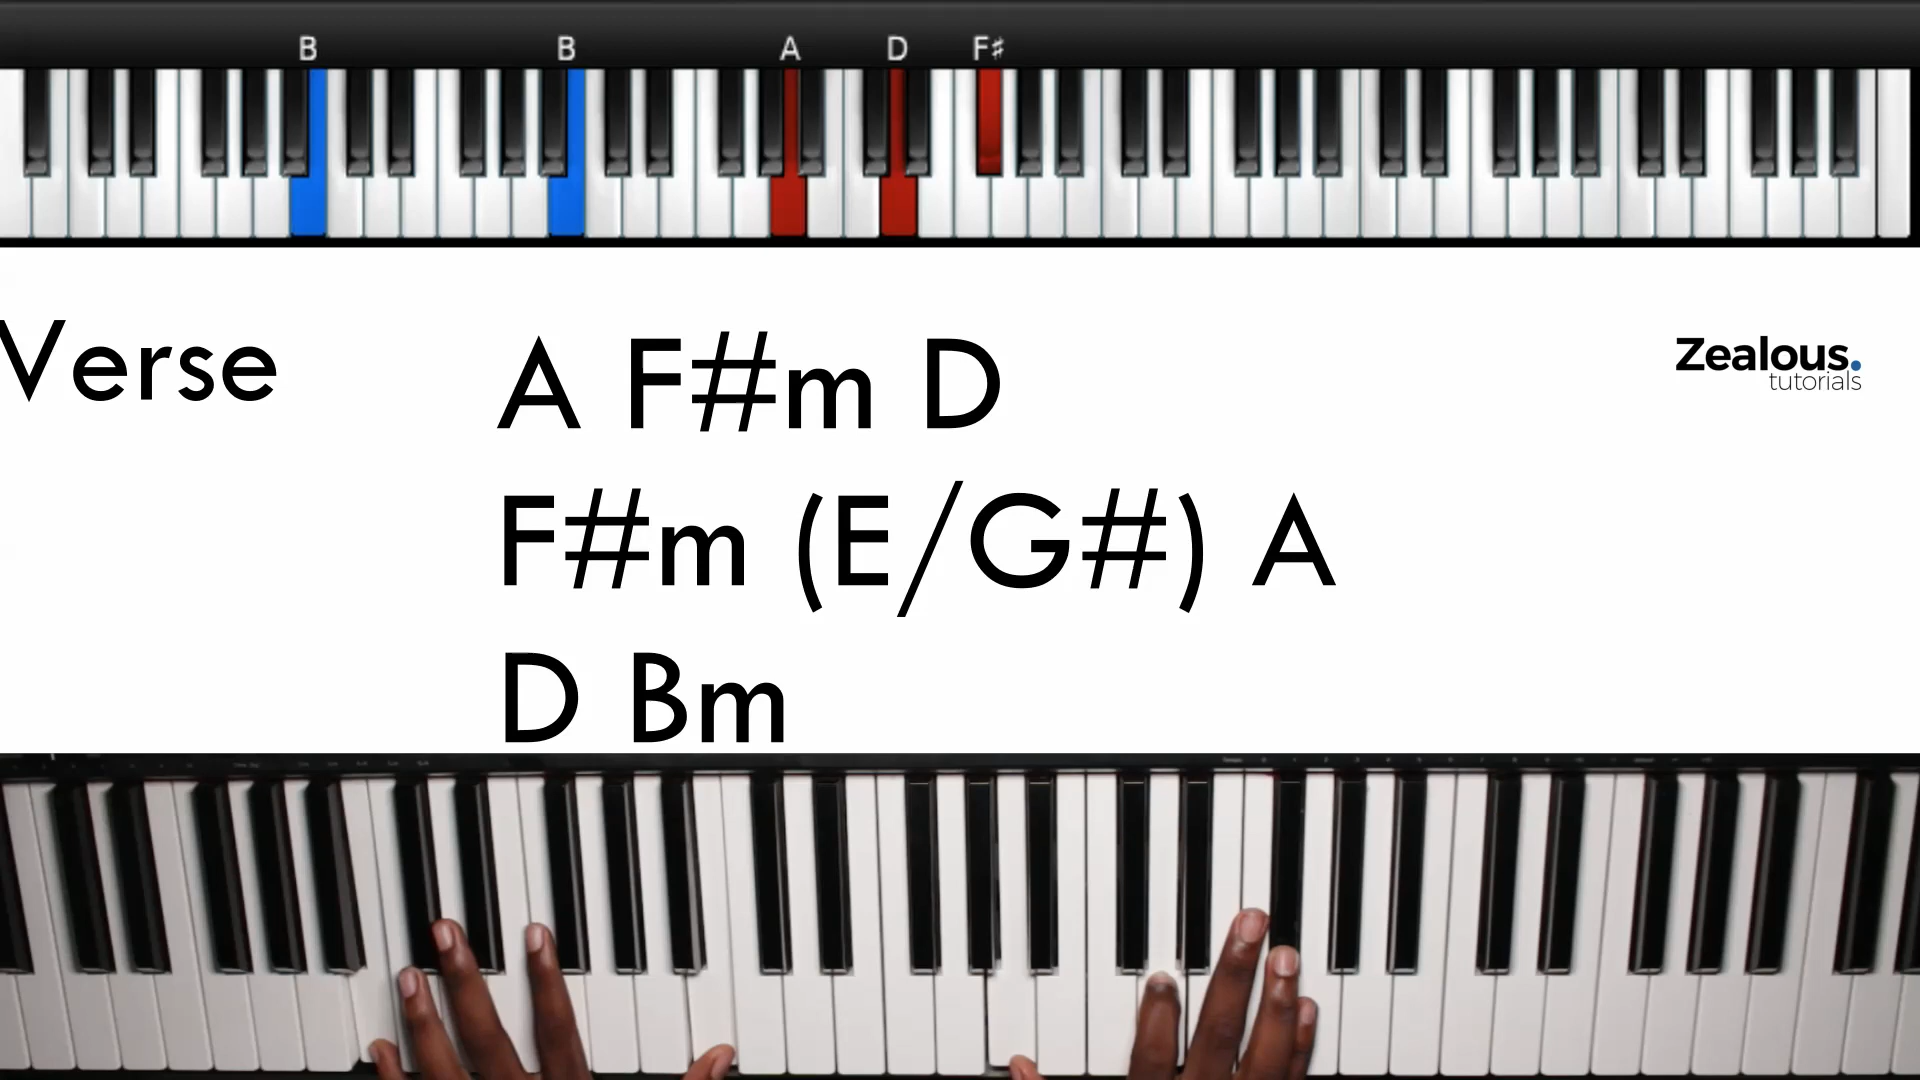 B B A D F♯
Verse
A F#m D
F#m (E/G#) A
D Bm
Zealous.
tutorials